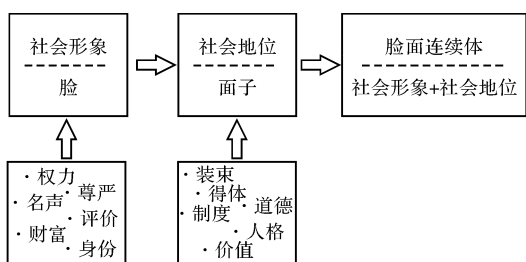 社会形象
脸
社会地位
面子
脸面连续体
社会形象+社会地位
· 权力
· 尊严
· 名声
· 评价
· 财富
· 身份
· 装束
· 得体
· 道德
· 制度
· 人格
· 价值